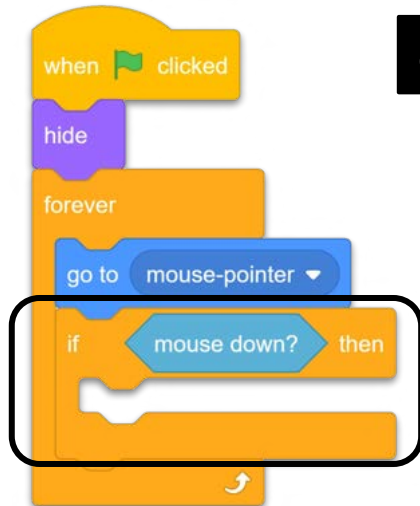 when clicked
hide
forever
go to mouse-pointer
if mouse down? then